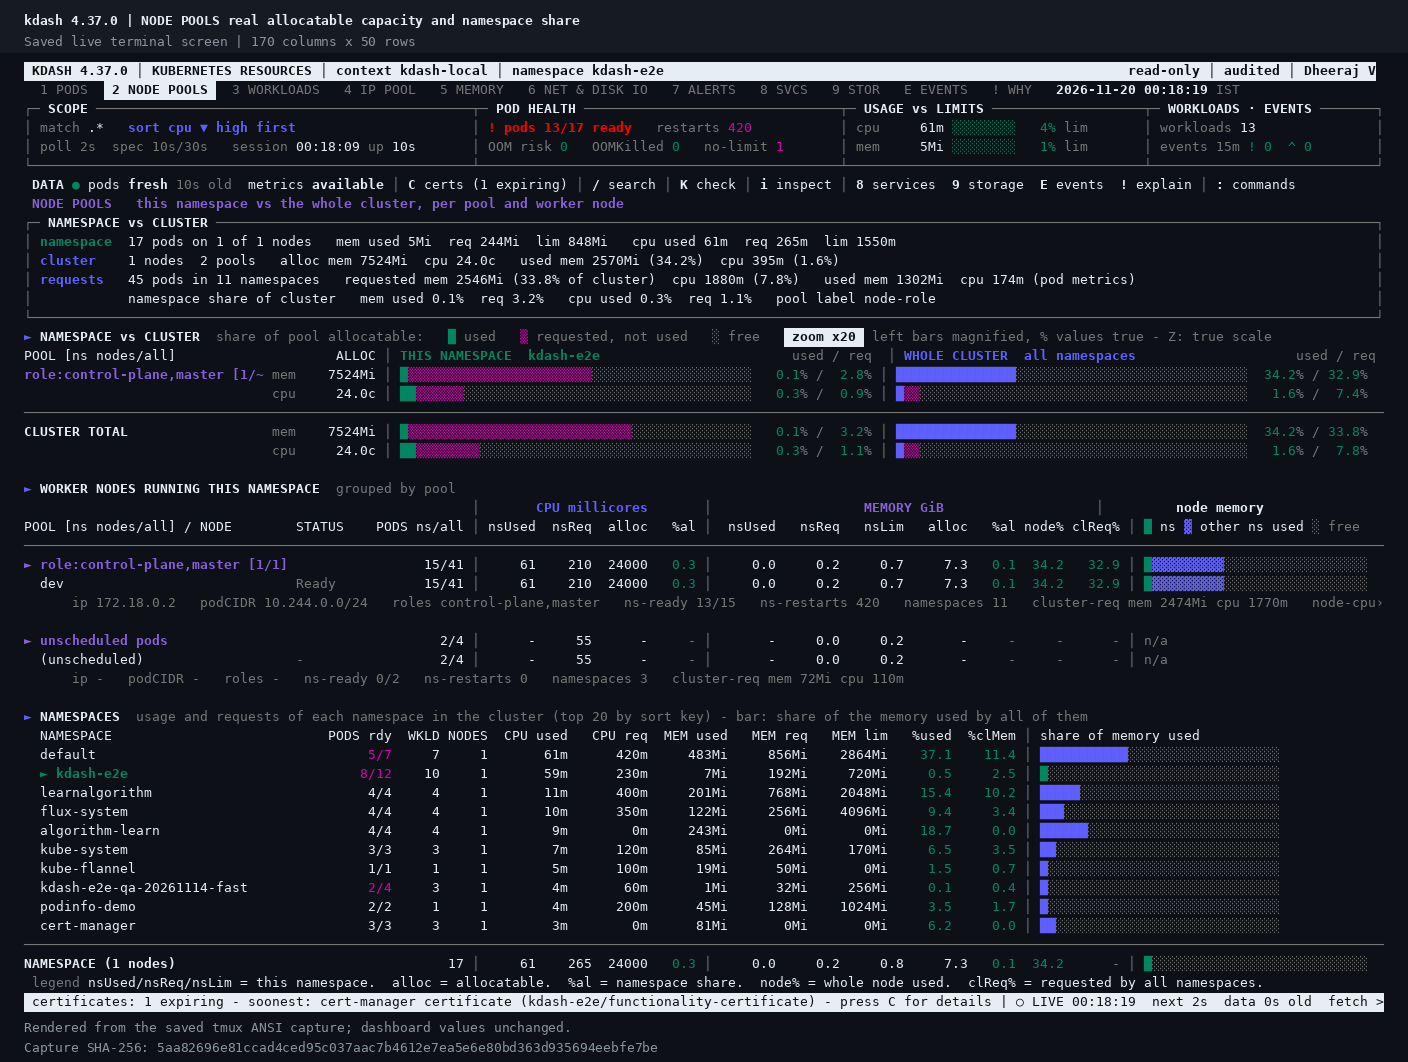 kdash 4.37.0 | NODE POOLS real allocatable capacity and namespace share
Saved live terminal screen | 170 columns x 50 rows
KDASH 4.37.0 │ KUBERNETES RESOURCES │ context kdash-local │ namespace kdash-e2e read-only │ audited │ Dheeraj V
1 PODS 2 NODE POOLS 3 WORKLOADS 4 IP POOL 5 MEMORY 6 NET & DISK IO 7 ALERTS 8 SVCS 9 STOR E EVENTS ! WHY 2026-11-20 00:18:19 IST
SCOPE POD HEALTH USAGE vs LIMITS WORKLOADS · EVENTS
match .* sort cpu ▼ high first │ ! pods 13/17 ready restarts 420 │ cpu 61m 4% lim │ workloads 13
poll 2s spec 10s/30s session 00:18:09 up 10s │ OOM risk 0 OOMKilled 0 no-limit 1 │ mem 5Mi 1% lim │ events 15m ! 0 ^ 0
DATA ● pods fresh 10s old metrics available │ C certs (1 expiring) │ / search │ K check │ i inspect │ 8 services 9 storage E events ! explain │ : commands
NODE POOLS this namespace vs the whole cluster, per pool and worker node
NAMESPACE vs CLUSTER
namespace 17 pods on 1 of 1 nodes mem used 5Mi req 244Mi lim 848Mi cpu used 61m req 265m lim 1550m
cluster 1 nodes 2 pools alloc mem 7524Mi cpu 24.0c used mem 2570Mi (34.2%) cpu 395m (1.6%)
requests 45 pods in 11 namespaces requested mem 2546Mi (33.8% of cluster) cpu 1880m (7.8%) used mem 1302Mi cpu 174m (pod metrics)
namespace share of cluster mem used 0.1% req 3.2% cpu used 0.3% req 1.1% pool label node-role
► NAMESPACE vs CLUSTER share of pool allocatable: █ used ▒ requested, not used ░ free zoom x20 left bars magnified, % values true - Z: true scale
POOL [ns nodes/all] ALLOC │ THIS NAMESPACE kdash-e2e used / req │ WHOLE CLUSTER all namespaces used / req
role:control-plane,master [1/~ mem 7524Mi │ 0.1% / 2.8% │ 34.2% / 32.9%
cpu 24.0c │ 0.3% / 0.9% │ 1.6% / 7.4%
CLUSTER TOTAL mem 7524Mi │ 0.1% / 3.2% │ 34.2% / 33.8%
cpu 24.0c │ 0.3% / 1.1% │ 1.6% / 7.8%
► WORKER NODES RUNNING THIS NAMESPACE grouped by pool
│ CPU millicores │ MEMORY GiB │ node memory
POOL [ns nodes/all] / NODE STATUS PODS ns/all │ nsUsed nsReq alloc %al │ nsUsed nsReq nsLim alloc %al node% clReq% │ █ ns ▓ other ns used ░ free
► role:control-plane,master [1/1] 15/41 │ 61 210 24000 0.3 │ 0.0 0.2 0.7 7.3 0.1 34.2 32.9 │
dev Ready 15/41 │ 61 210 24000 0.3 │ 0.0 0.2 0.7 7.3 0.1 34.2 32.9 │
ip 172.18.0.2 podCIDR 10.244.0.0/24 roles control-plane,master ns-ready 13/15 ns-restarts 420 namespaces 11 cluster-req mem 2474Mi cpu 1770m node-cpu›
► unscheduled pods 2/4 │ - 55 - - │ - 0.0 0.2 - - - - │ n/a
(unscheduled) - 2/4 │ - 55 - - │ - 0.0 0.2 - - - - │ n/a
ip - podCIDR - roles - ns-ready 0/2 ns-restarts 0 namespaces 3 cluster-req mem 72Mi cpu 110m
► NAMESPACES usage and requests of each namespace in the cluster (top 20 by sort key) - bar: share of the memory used by all of them
NAMESPACE PODS rdy WKLD NODES CPU used CPU req MEM used MEM req MEM lim %used %clMem │ share of memory used
default 5/7 7 1 61m 420m 483Mi 856Mi 2864Mi 37.1 11.4 │
► kdash-e2e 8/12 10 1 59m 230m 7Mi 192Mi 720Mi 0.5 2.5 │
learnalgorithm 4/4 4 1 11m 400m 201Mi 768Mi 2048Mi 15.4 10.2 │
flux-system 4/4 4 1 10m 350m 122Mi 256Mi 4096Mi 9.4 3.4 │
algorithm-learn 4/4 4 1 9m 0m 243Mi 0Mi 0Mi 18.7 0.0 │
kube-system 3/3 3 1 7m 120m 85Mi 264Mi 170Mi 6.5 3.5 │
kube-flannel 1/1 1 1 5m 100m 19Mi 50Mi 0Mi 1.5 0.7 │
kdash-e2e-qa-20261114-fast 2/4 3 1 4m 60m 1Mi 32Mi 256Mi 0.1 0.4 │
podinfo-demo 2/2 1 1 4m 200m 45Mi 128Mi 1024Mi 3.5 1.7 │
cert-manager 3/3 3 1 3m 0m 81Mi 0Mi 0Mi 6.2 0.0 │
NAMESPACE (1 nodes) 17 │ 61 265 24000 0.3 │ 0.0 0.2 0.8 7.3 0.1 34.2 - │
legend nsUsed/nsReq/nsLim = this namespace. alloc = allocatable. %al = namespace share. node% = whole node used. clReq% = requested by all namespaces.
certificates: 1 expiring - soonest: cert-manager certificate (kdash-e2e/functionality-certificate) - press C for details | ○ LIVE 00:18:19 next 2s data 0s old fetch >
Rendered from the saved tmux ANSI capture; dashboard values unchanged.
Capture SHA-256: 5aa82696e81ccad4ced95c037aac7b4612e7ea5e6e80bd363d935694eebfe7be